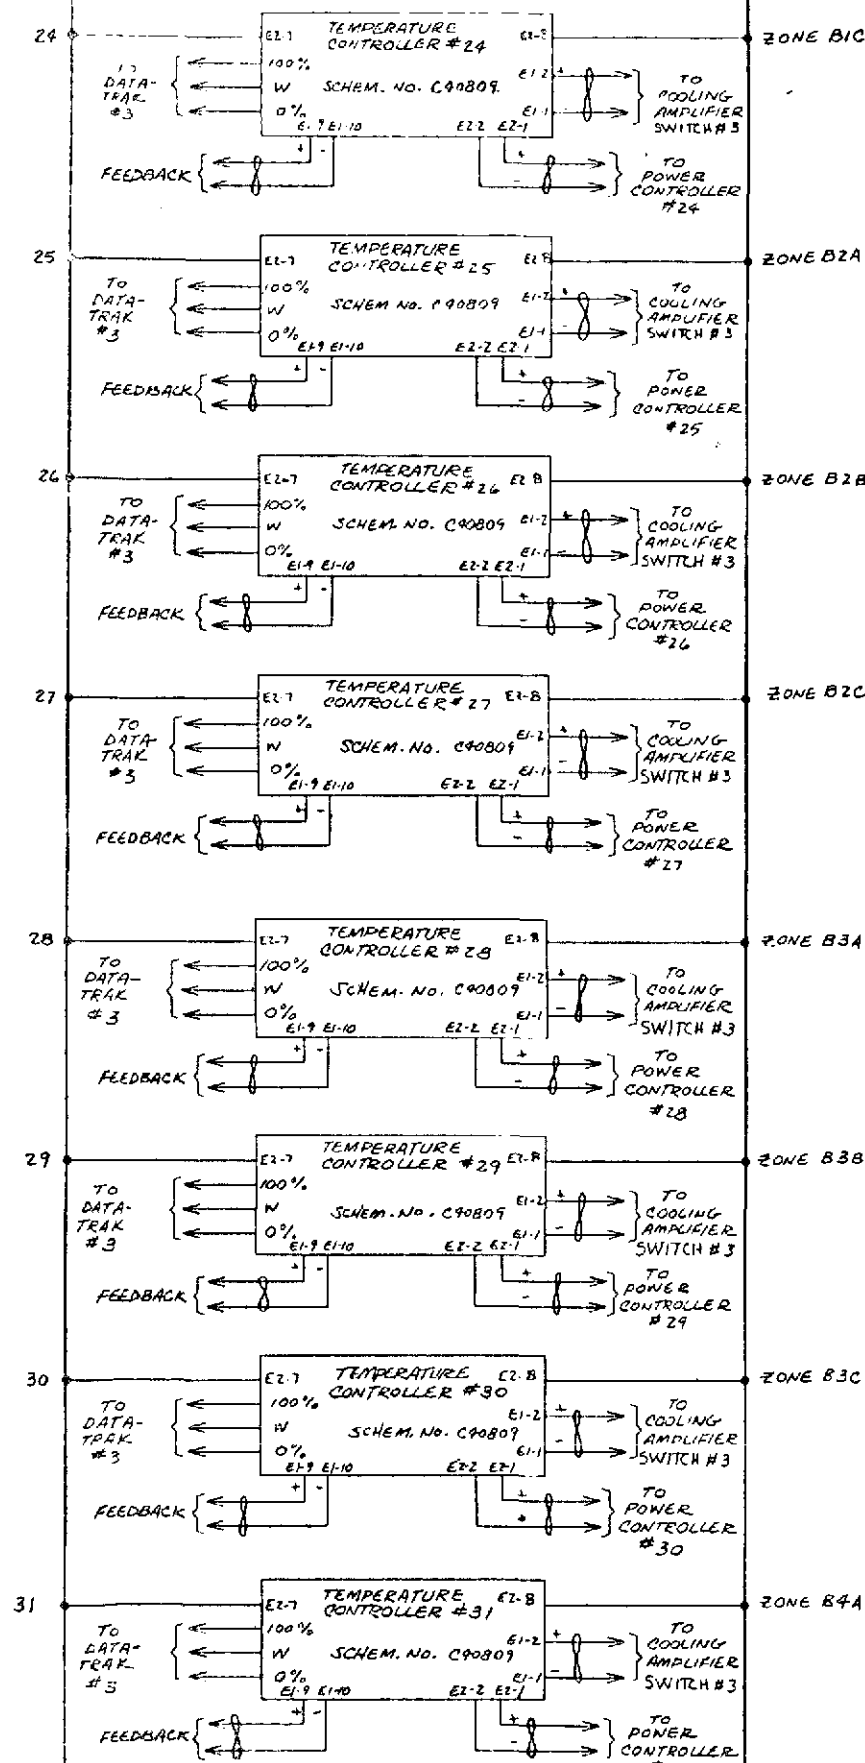 24
E2-7
TEMPERATURE
CONTROLLER #24
ZONE B1C
DATA-
TRAK
#3
100%
W
0%
SCHEM. NO. C90809
E1-2
+
E1-1
-
TO
COOLING
AMPLIFIER
SWITCH #3
E1-9 E1-10
+ -
E2-2 E2-1
FEEDBACK
+
-
TO
POWER
CONTROLLER
#24
25
E2-7
TEMPERATURE
CONTROLLER #25
E2 8
ZONE B2A
TO
DATA-
TRAK
#3
100%
W
0%
SCHEM NO. C90809
E1-2
+
E1-1
-
TO
COOLING
AMPLIFIER
SWITCH #3
E1-9 E1-10
+ -
E2-2 E2-1
FEEDBACK
+
-
TO
POWER
CONTROLLER
#25
26
E2-7
TEMPERATURE
CONTROLLER #26
E2 8
ZONE B2B
TO
DATA-
TRAK
#3
100%
W
0%
SCHEM. NO. C90809
E1-2
+
E1-1
-
TO
COOLING
AMPLIFIER
SWITCH #3
E1-9 E1-10
+ -
E2-2 E2-1
FEEDBACK
+
-
TO
POWER
CONTROLLER
#26
27
E2-7
TEMPERATURE
CONTROLLER #27
E2-8
ZONE B2C
TO
DATA-
TRAK
#3
100%
W
0%
SCHEM. NO. C90809
E1-2
+
E1-1
-
TO
COOLING
AMPLIFIER
SWITCH #3
E1-9 E1-10
+ -
E2-2 E2-1
FEEDBACK
+
-
TO
POWER
CONTROLLER
#27
28
E2-7
TEMPERATURE
CONTROLLER #28
E2-8
ZONE B3A
TO
DATA-
TRAK
#3
100%
W
0%
SCHEM. NO. C90809
E1-2
+
E1-1
-
TO
COOLING
AMPLIFIER
SWITCH #3
E1-9 E1-10
+ -
E2-2 E2-1
FEEDBACK
+
-
TO
POWER
CONTROLLER
#28
29
E2-7
TEMPERATURE
CONTROLLER #29
E2-8
ZONE B3B
TO
DATA-
TRAK
#3
100%
W
0%
SCHEM. NO. C90809
E1-2
+
E1-1
-
TO
COOLING
AMPLIFIER
SWITCH #3
E1-9 E1-10
+ -
E2-2 E2-1
FEEDBACK
+
-
TO
POWER
CONTROLLER
#29
30
E2-7
TEMPERATURE
CONTROLLER #30
E2-8
ZONE B3C
TO
DATA-
TRAK
#3
100%
W
0%
SCHEM. NO. C90809
E1-2
+
E1-1
-
TO
COOLING
AMPLIFIER
SWITCH #3
E1-9 E1-10
+ -
E2-2 E2-1
FEEDBACK
+
+
TO
POWER
CONTROLLER
#30
31
E2-7
TEMPERATURE
CONTROLLER #31
E2-8
ZONE B4A
TO
DATA-
TRAK
#3
100%
W
0%
SCHEM. NO. C90809
E1-2
+
E1-1
-
TO
COOLING
AMPLIFIER
SWITCH #3
E1-9 E1-10
+ -
E2-2 E2-1
FEEDBACK
+
-
TO
POWER
CONTROLLER